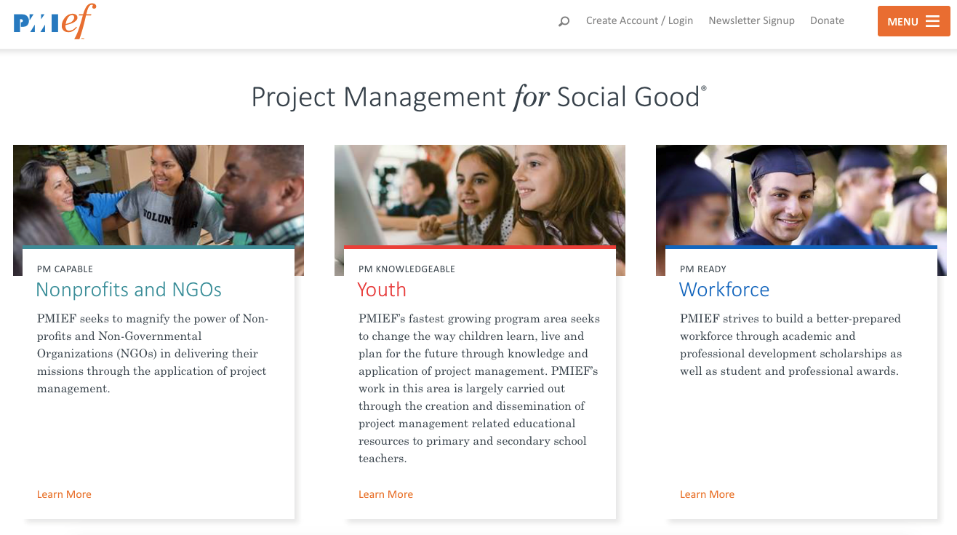 PMIef
Create Account / Login Newsletter Signup Donate MENU
Project Management for Social Good®
VOLUN
PM CAPABLE
Nonprofits and NGOs
PMIEF seeks to magnify the power of Non-
profits and Non-Governmental
Organizations (NGOs) in delivering their
missions through the application of project
management.
Learn More
PM KNOWLEDGEABLE
Youth
PMIEF's fastest growing program area seeks
to change the way children learn, live and
plan for the future through knowledge and
application of project management. PMIEF's
work in this area is largely carried out
through the creation and dissemination of
project management related educational
resources to primary and secondary school
teachers.
Learn More
PM READY
Workforce
PMIEF strives to build a better-prepared
workforce through academic and
professional development scholarships as
well as student and professional awards.
Learn More